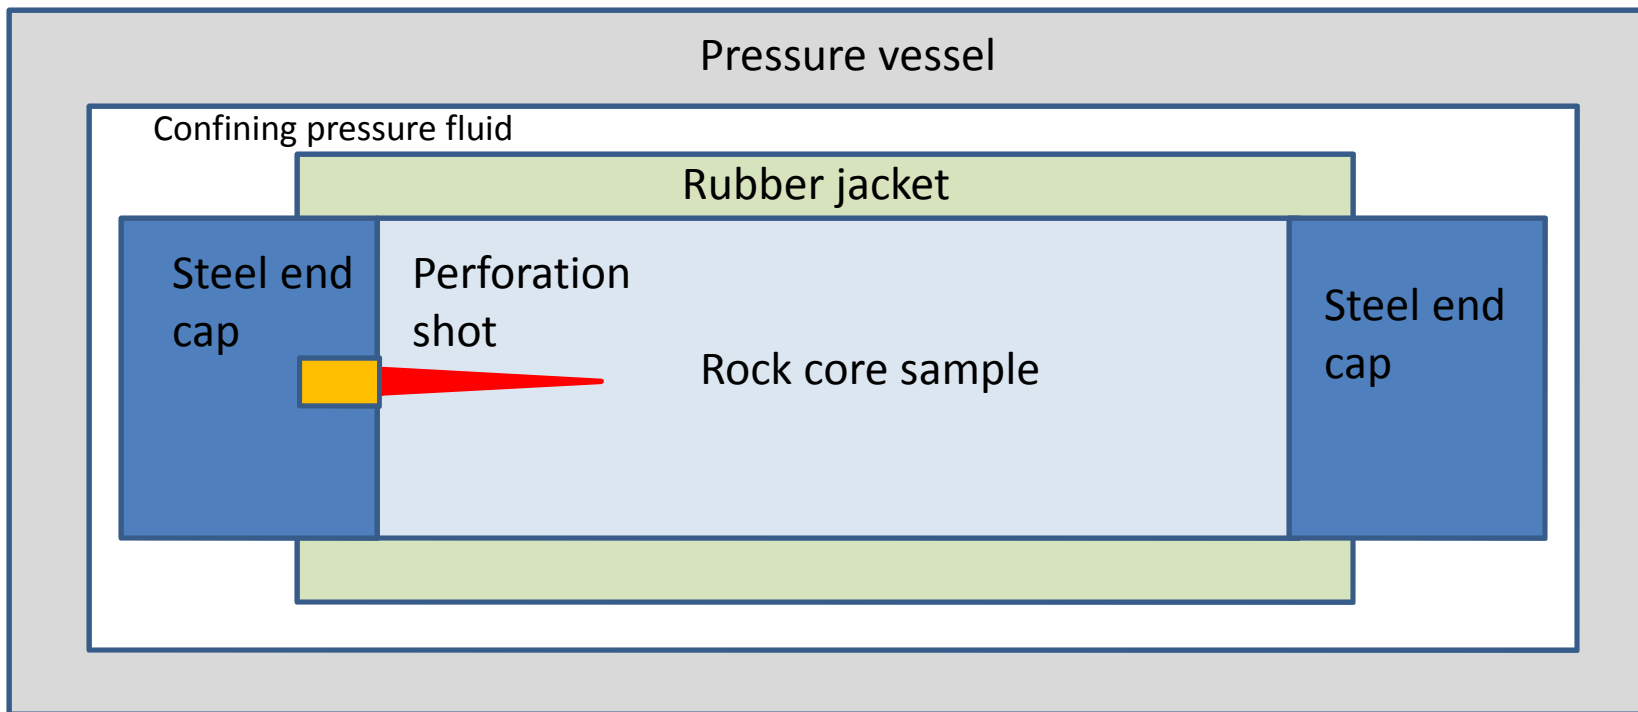 Pressure vessel
Confining pressure fluid
Rubber jacket
Steel end
cap
Perforation
shot
Rock core sample
Steel end
cap